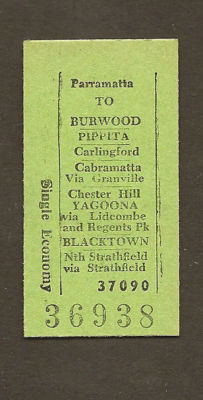 Parramatta
TO
BURWOOD
PIPPITA
Carlingford
Cabramatta
Via Granville
Chester Hill
YAGOONA
via Lidcombe
and Regents Pk
BLACKTOWN
Nth Strathfield
via Strathfield
37090
Single Economy
36938